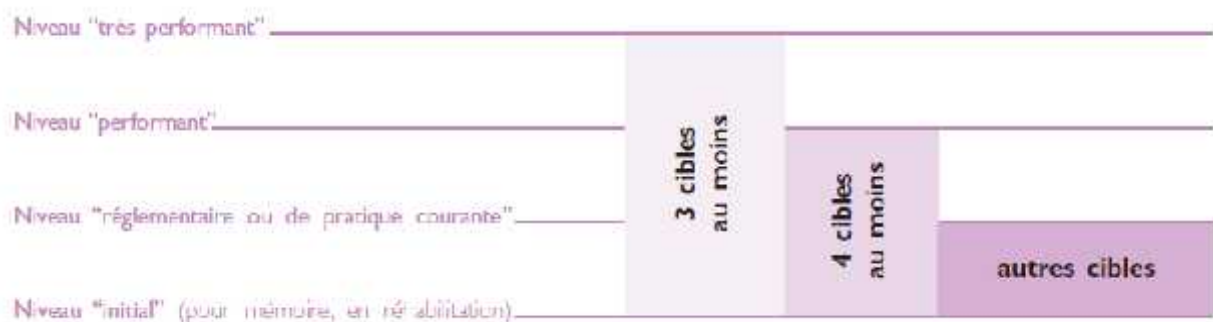 Niveau "très performant"
Niveau "performant"
Niveau "réglementaire ou de pratique courante"
Niveau "initial" (pour mémoire, en réhabilitation)
3 cibles
au moins
4 cibles
au moins
autres cibles